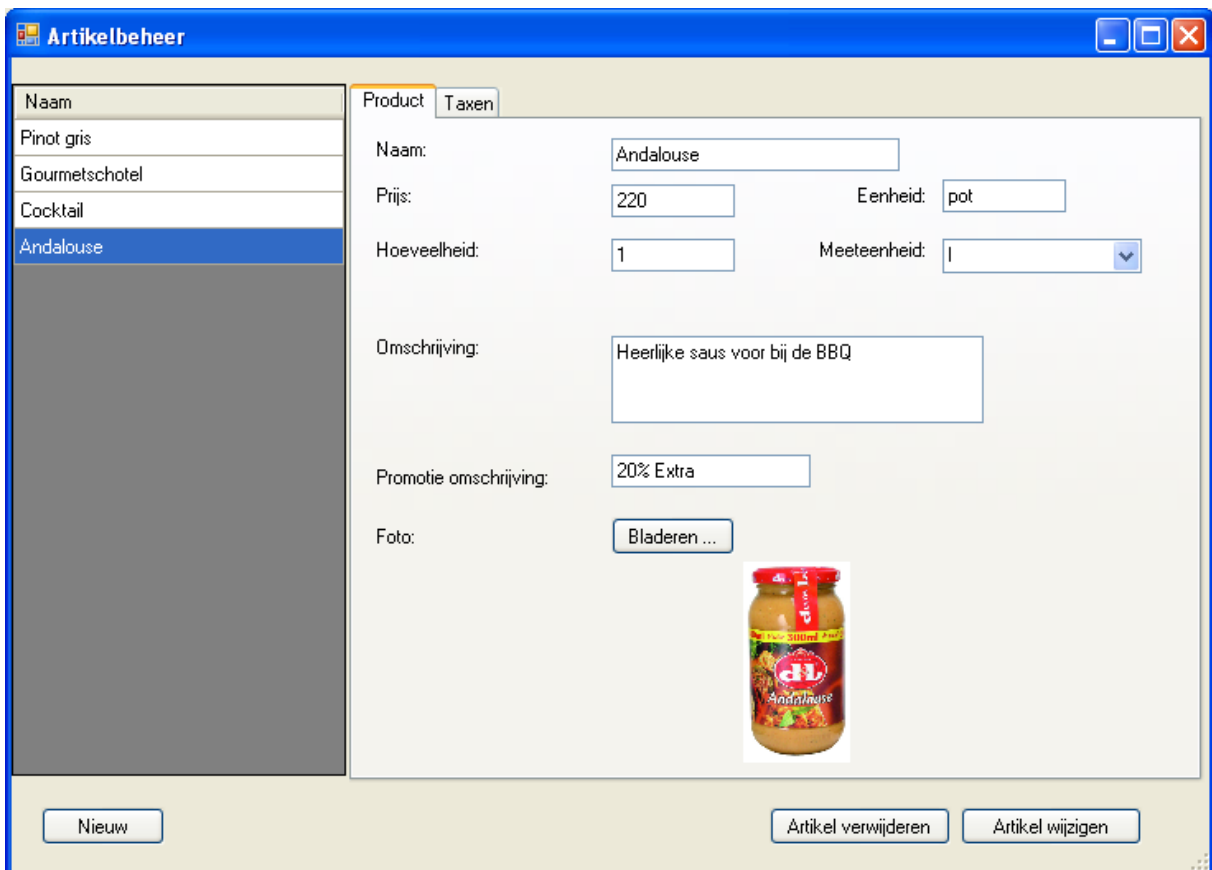 Artikelbeheer
Naam
Pinot gris
Gourmetschotel
Cocktail
Andalouse
Product Taxen
Naam: Andalouse
Prijs: 220 Eenheid: pot
Hoeveelheid: 1 Meeteenheid: l
Omschrijving: Heerlijke saus voor bij de BBQ
Promotie omschrijving: 20% Extra
Foto: Bladeren ...
300ml
d&L
Andalouse
Nieuw Artikel verwijderen Artikel wijzigen